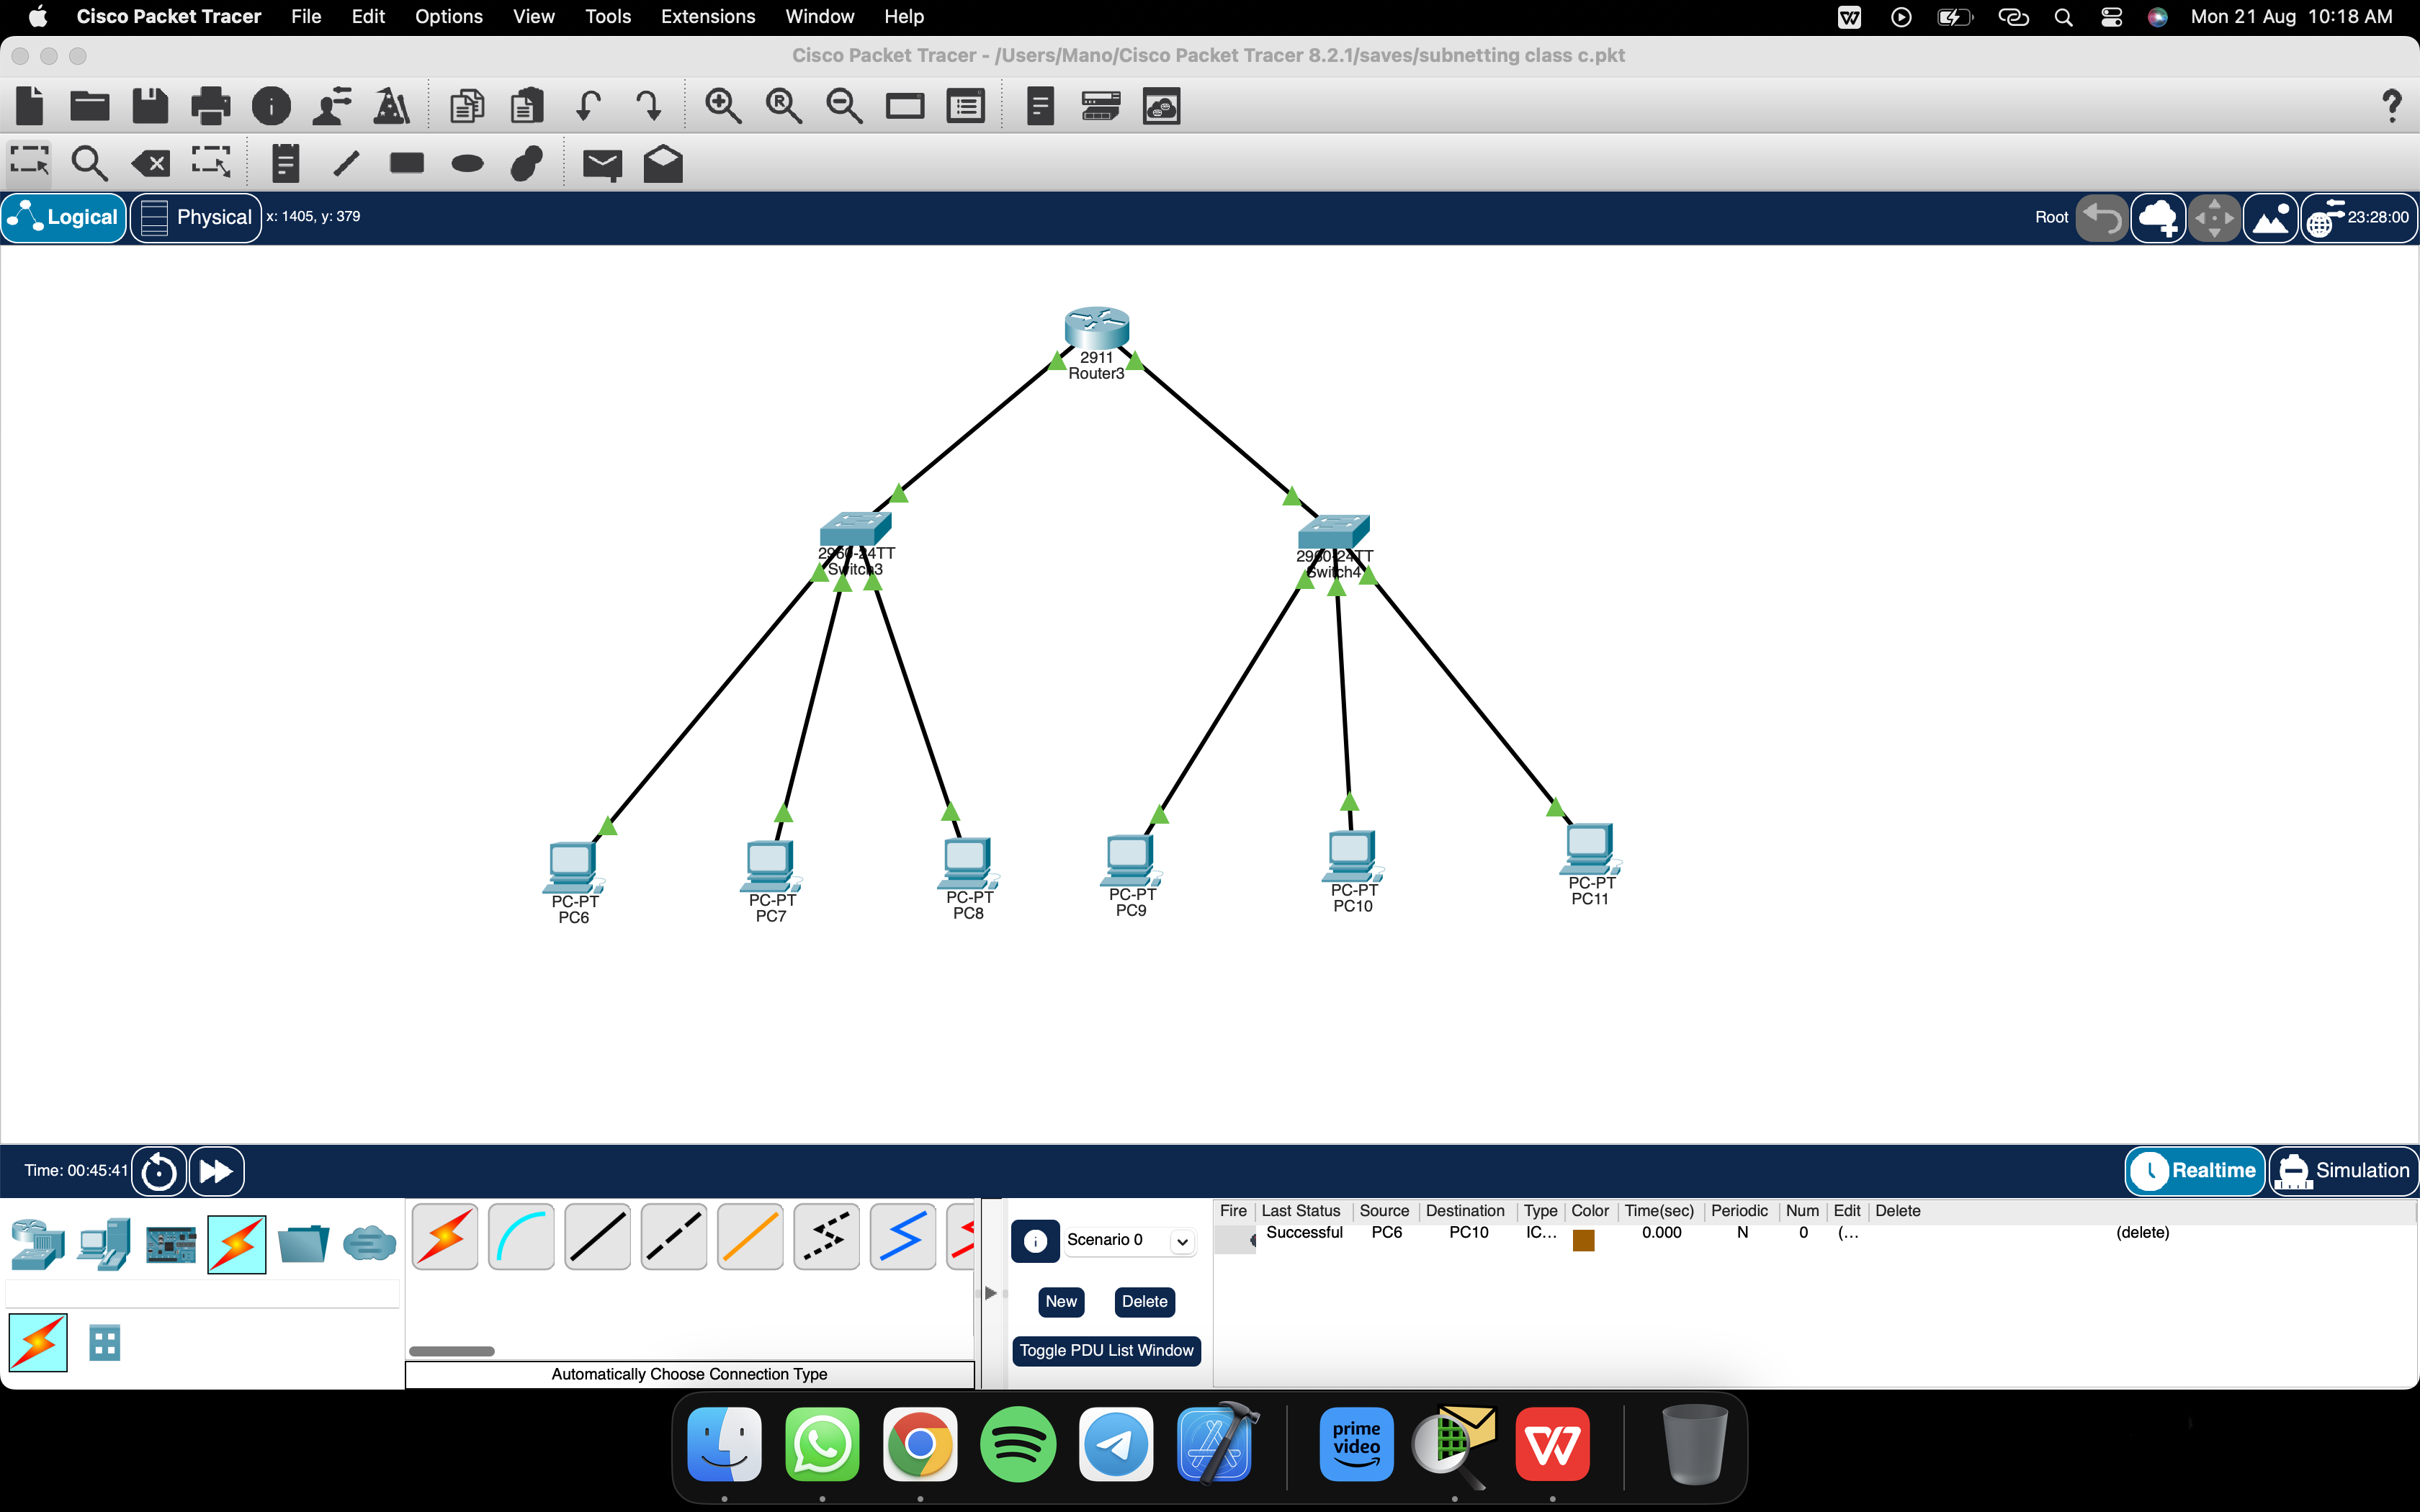 Cisco Packet Tracer File Edit Options View Tools Extensions Window Help Mon 21 Aug 10:18 AM
Cisco Packet Tracer - /Users/Mano/Cisco Packet Tracer 8.2.1/saves/subnetting class c.pkt
Logical Physical x: 1405, y: 379 Root 23:28:00
2911
Router3
2960-24TT
Switch3
2960-24TT
Switch4
PC-PT
PC6
PC-PT
PC7
PC-PT
PC8
PC-PT
PC9
PC-PT
PC10
PC-PT
PC11
Time: 00:45:41 Realtime Simulation
Fire Last Status Source Destination Type Color Time(sec) Periodic Num Edit Delete
Successful PC6 PC10 IC... 0.000 N 0 (... (delete)
Scenario 0
New Delete
Toggle PDU List Window
Automatically Choose Connection Type
prime
video